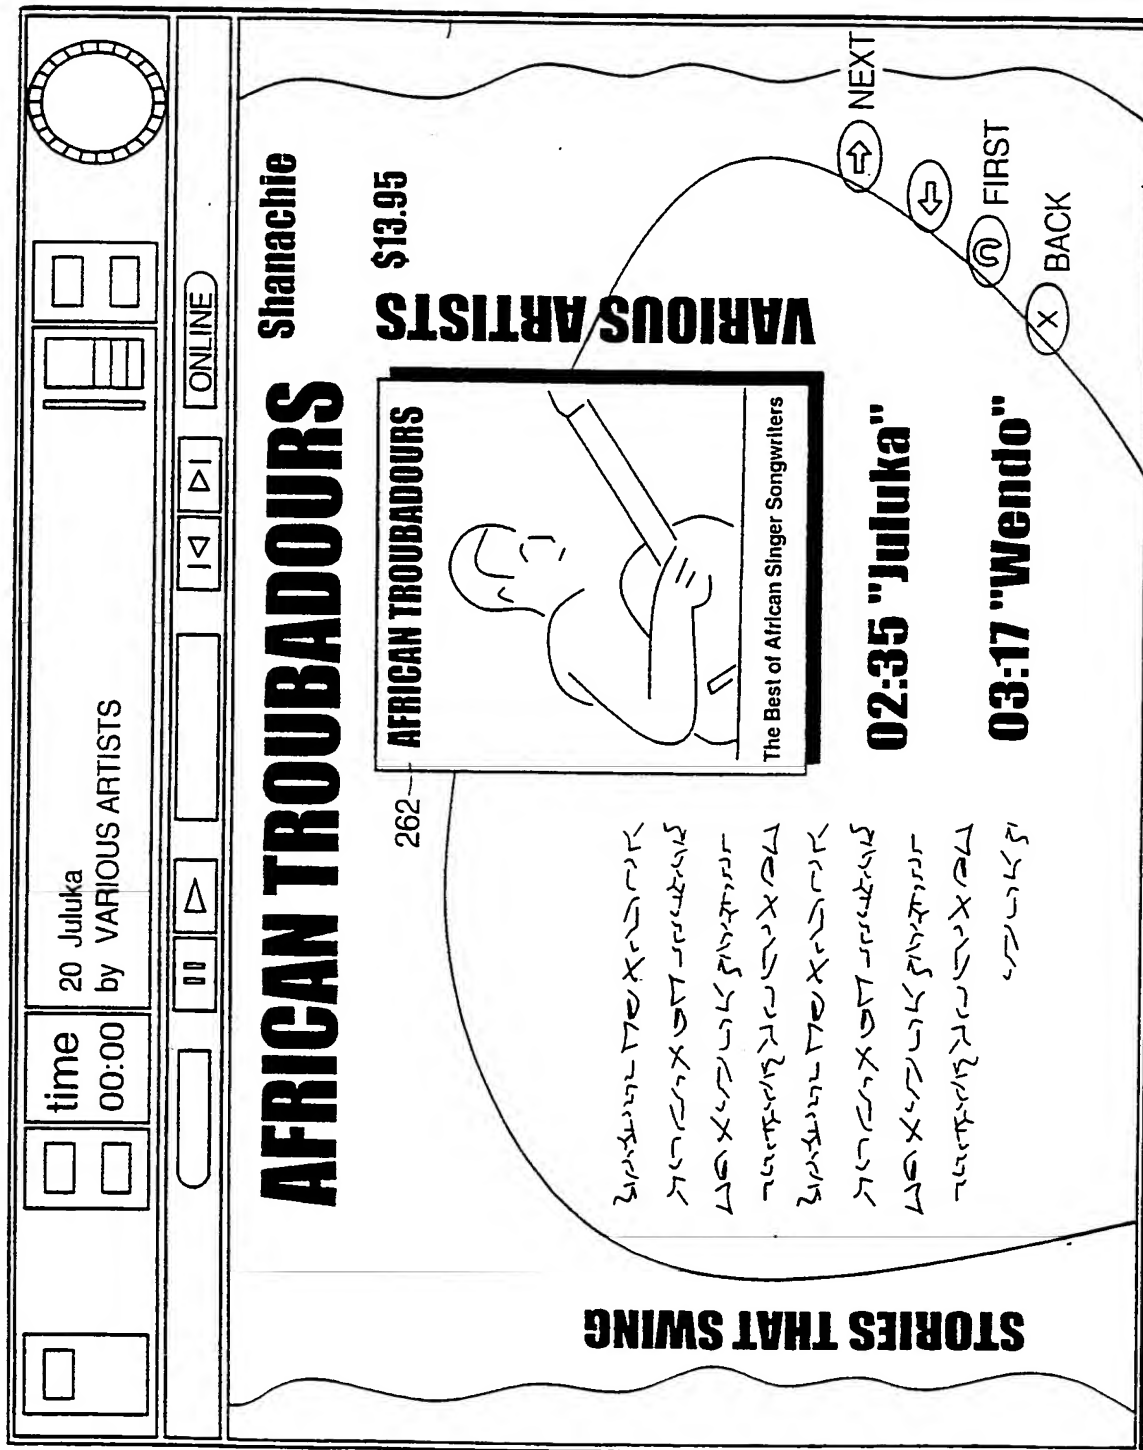 time
00:00
20 Juluka
by VARIOUS ARTISTS
ONLINE
AFRICAN TROUBADOURS
Shanachie
$13.95
VARIOUS ARTISTS
262
AFRICAN TROUBADOURS
The Best of African Singer Songwriters
02:35 "Juluka"
03:17 "Wendo"
STORIES THAT SWING
NEXT
FIRST
X BACK